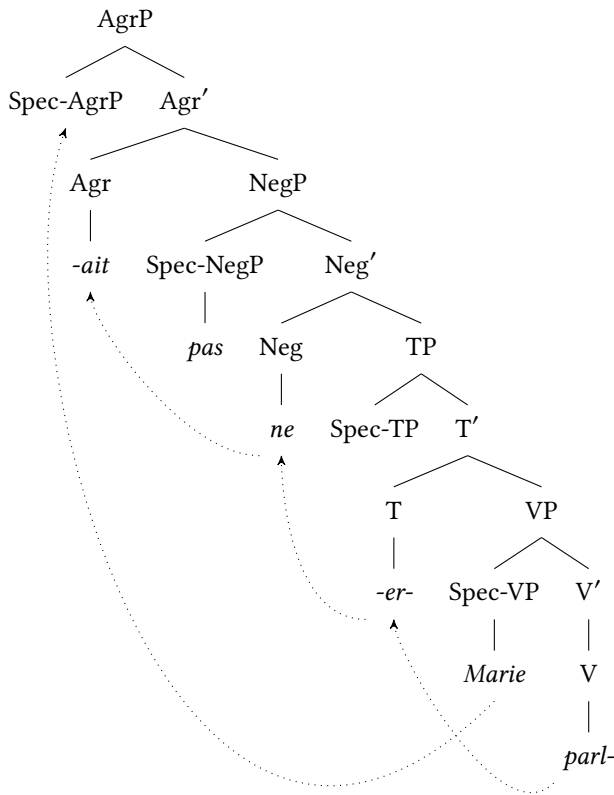 AgrP
Spec-AgrP Agr′
Agr NegP
-ait Spec-NegP Neg′
pas Neg TP
ne Spec-TP T′
T VP
-er- Spec-VP V′
Marie V
parl-